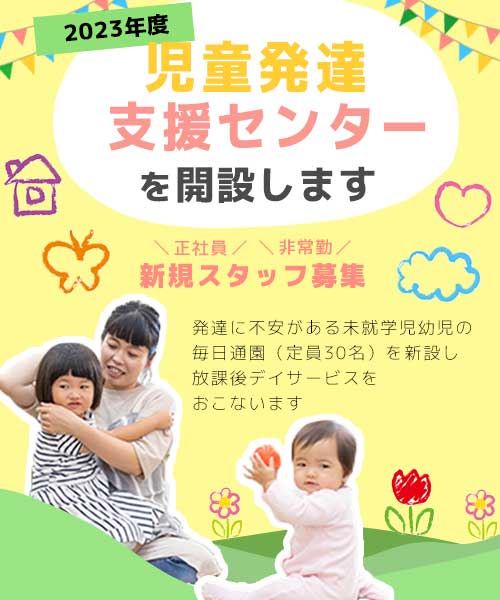 2023年度
児童発達
支援センター
を開設します
＼正社員／ ＼非常勤／
新規スタッフ募集
発達に不安がある未就学児幼児の
毎日通園（定員30名）を新設し
放課後デイサービスを
おこないます